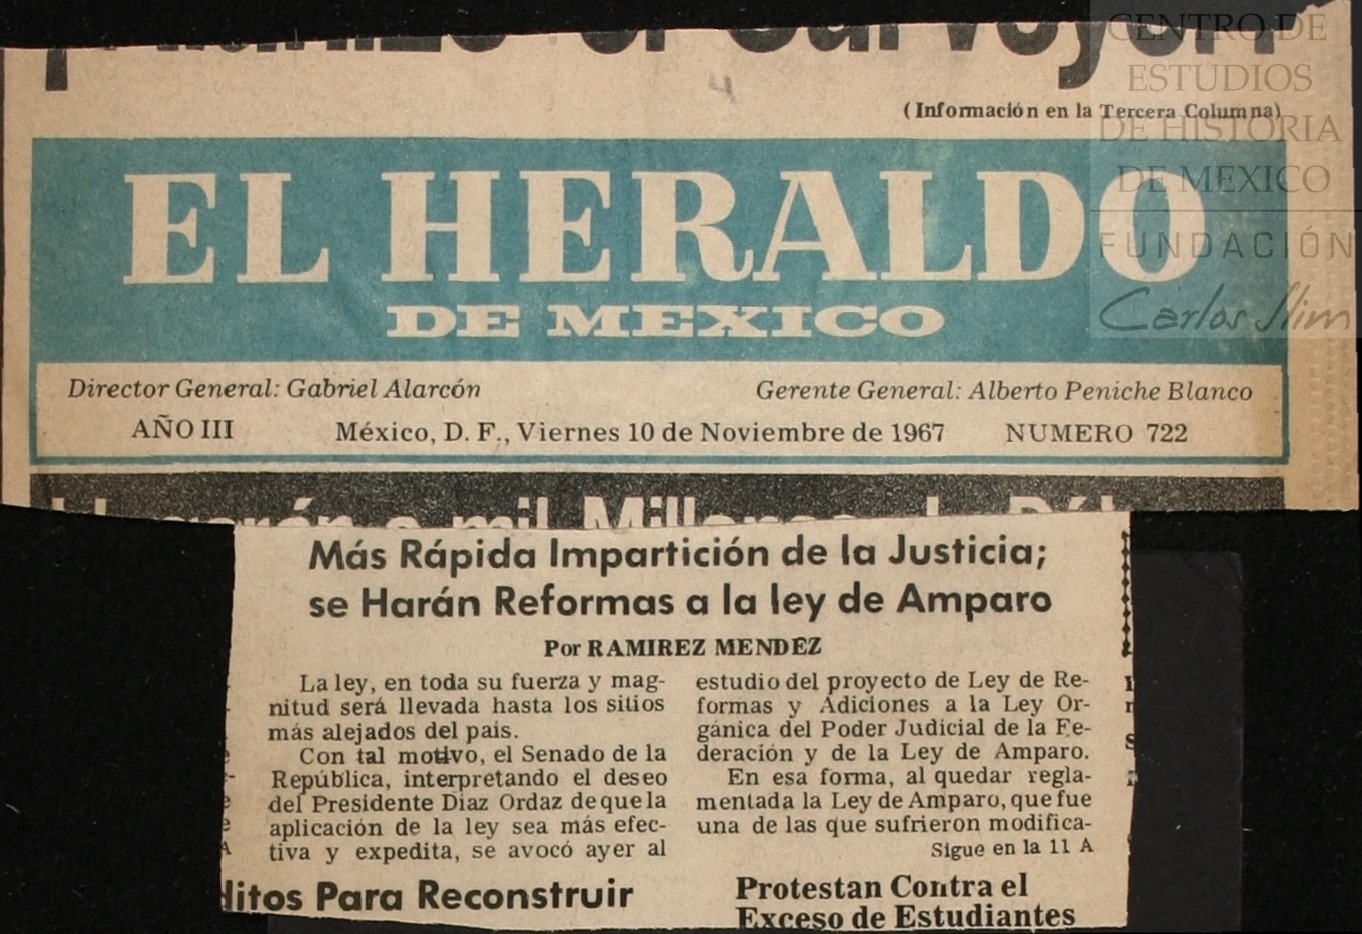 4
(Información en la Tercera Columna)
CENTRO DE
ESTUDIOS
DE HISTORIA
DE MEXICO
FUNDACIÓN
Carlos Slim
EL HERALDO
DE MEXICO
Director General: Gabriel Alarcón
Gerente General: Alberto Peniche Blanco
AÑO III México, D. F., Viernes 10 de Noviembre de 1967 NUMERO 722
a mil Millones de
Más Rápida Impartición de la Justicia;
se Harán Reformas a la ley de Amparo
Por RAMIREZ MENDEZ
La ley, en toda su fuerza y mag-
nitud será llevada hasta los sitios
más alejados del país.
Con tal motivo, el Senado de la
República, interpretando el deseo
del Presidente Díaz Ordaz de que la
aplicación de la ley sea más efec-
tiva y expedita, se avocó ayer al
estudio del proyecto de Ley de Re-
formas y Adiciones a la Ley Or-
gánica del Poder Judicial de la Fe-
deración y de la Ley de Amparo.
En esa forma, al quedar regla-
mentada la Ley de Amparo, que fue
una de las que sufrieron modifica-
Sigue en la 11 A
ditos Para Reconstruir
Protestan Contra el
Exceso de Estudiantes